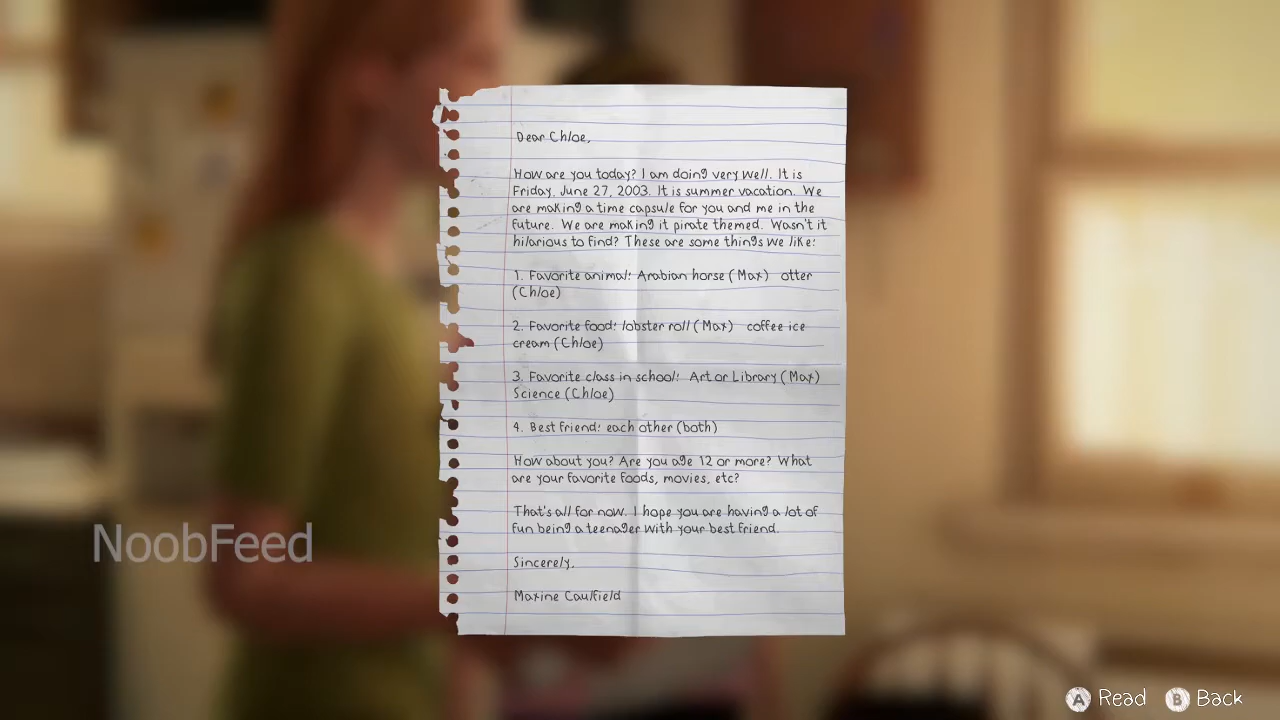 Dear Chloe,
How are you today? I am doing very well. It is
Friday, June 27, 2003. It is summer vacation. We
are making a time capsule for you and me in the
future. We are making it pirate themed. Wasn't it
hilarious to find? These are some things we like:
1. Favorite animal: Arabian horse (Max) otter
(Chloe)
2. Favorite food: lobster roll (Max) coffee ice
cream (Chloe)
3. Favorite class in school: Art or Library (Max)
Science (Chloe)
4. Best friend: each other (both)
How about you? Are you age 12 or more? What
are your favorite foods, movies, etc?
That's all for now. I hope you are having a lot of
fun being a teenager with your best friend.
Sincerely,
Maxine Caulfield
NoobFeed
A Read B Back